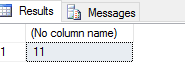 Results Messages
(No column name)
1 11